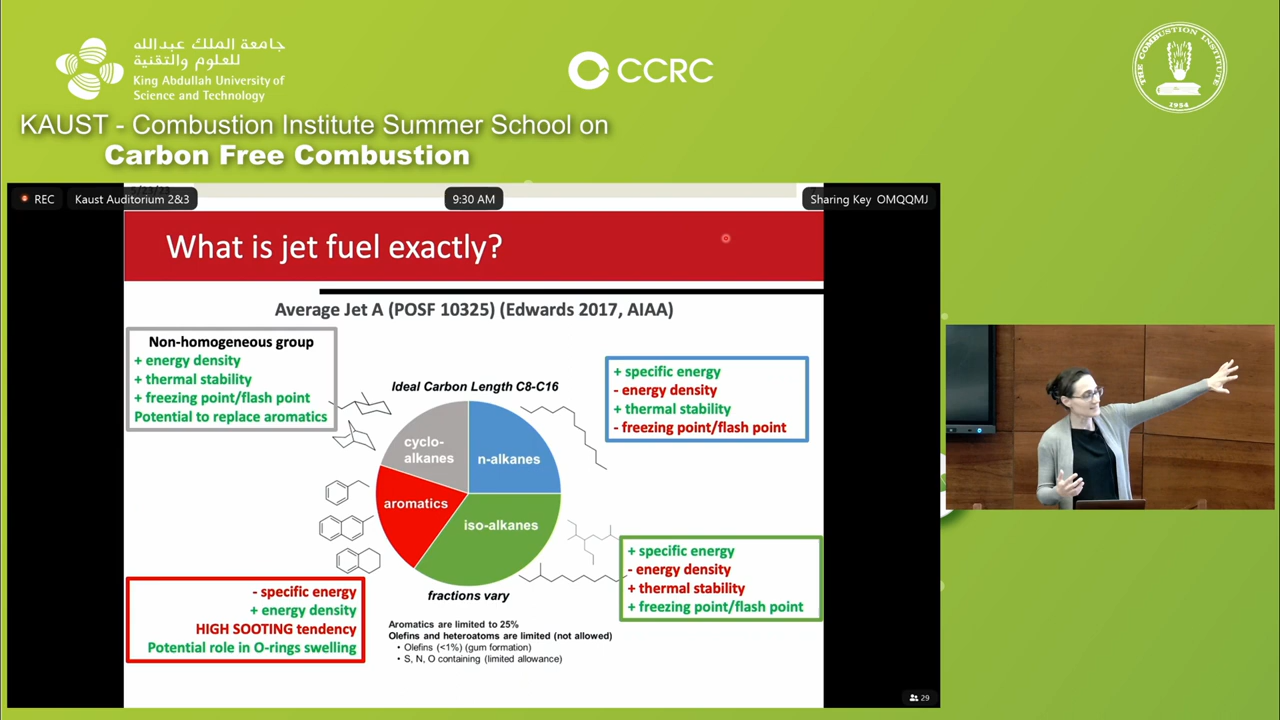 جامعة الملك عبدالله
للعلوم والتقنية
King Abdullah University of
Science and Technology
CCRC
THE COMBUSTION INSTITUTE
1954
KAUST - Combustion Institute Summer School on
Carbon Free Combustion
REC
Kaust Auditorium 2&3
9:30 AM
Sharing Key OMQQMJ
What is jet fuel exactly?
Average Jet A (POSF 10325) (Edwards 2017, AIAA)
Non-homogeneous group
+ energy density
+ thermal stability
+ freezing point/flash point
Potential to replace aromatics
Ideal Carbon Length C8-C16
+ specific energy
- energy density
+ thermal stability
- freezing point/flash point
cyclo-
alkanes
n-alkanes
aromatics
iso-alkanes
+ specific energy
- energy density
+ thermal stability
+ freezing point/flash point
- specific energy
+ energy density
HIGH SOOTING tendency
Potential role in O-rings swelling
fractions vary
Aromatics are limited to 25%
Olefins and heteroatoms are limited (not allowed)
• Olefins (<1%) (gum formation)
• S, N, O containing (limited allowance)
29